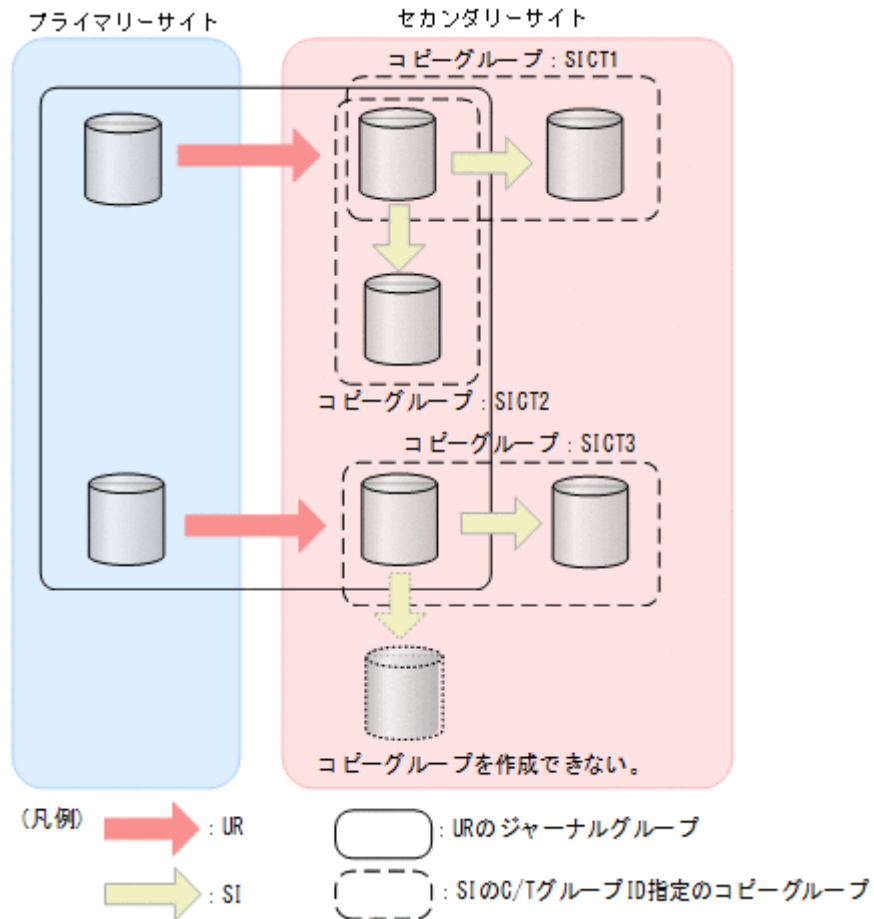 プライマリーサイト
セカンダリーサイト
コピーグループ：SICT1
コピーグループ：SICT2
コピーグループ：SICT3
コピーグループを作成できない。
(凡例)
：UR
：URのジャーナルグループ
：SI
：SIのC/TグループID指定のコピーグループ